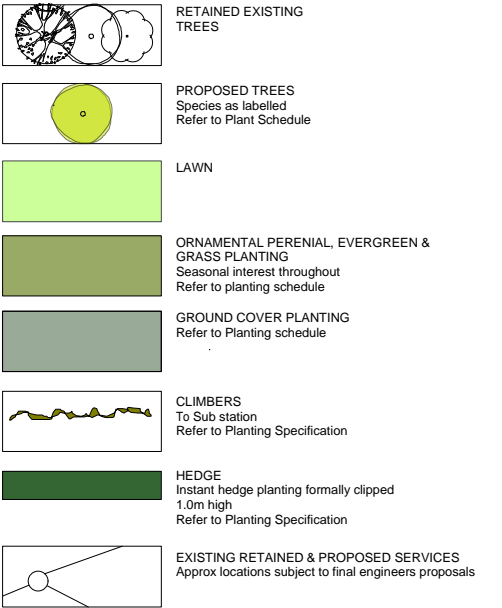 RETAINED EXISTING
TREES
PROPOSED TREES
Species as labelled
Refer to Plant Schedule
LAWN
ORNAMENTAL PERENIAL, EVERGREEN &
GRASS PLANTING
Seasonal interest throughout
Refer to planting schedule
GROUND COVER PLANTING
Refer to Planting schedule
.
CLIMBERS
To Sub station
Refer to Planting Specification
HEDGE
Instant hedge planting formally clipped
1.0m high
Refer to Planting Specification
EXISTING RETAINED & PROPOSED SERVICES
Approx locations subject to final engineers proposals